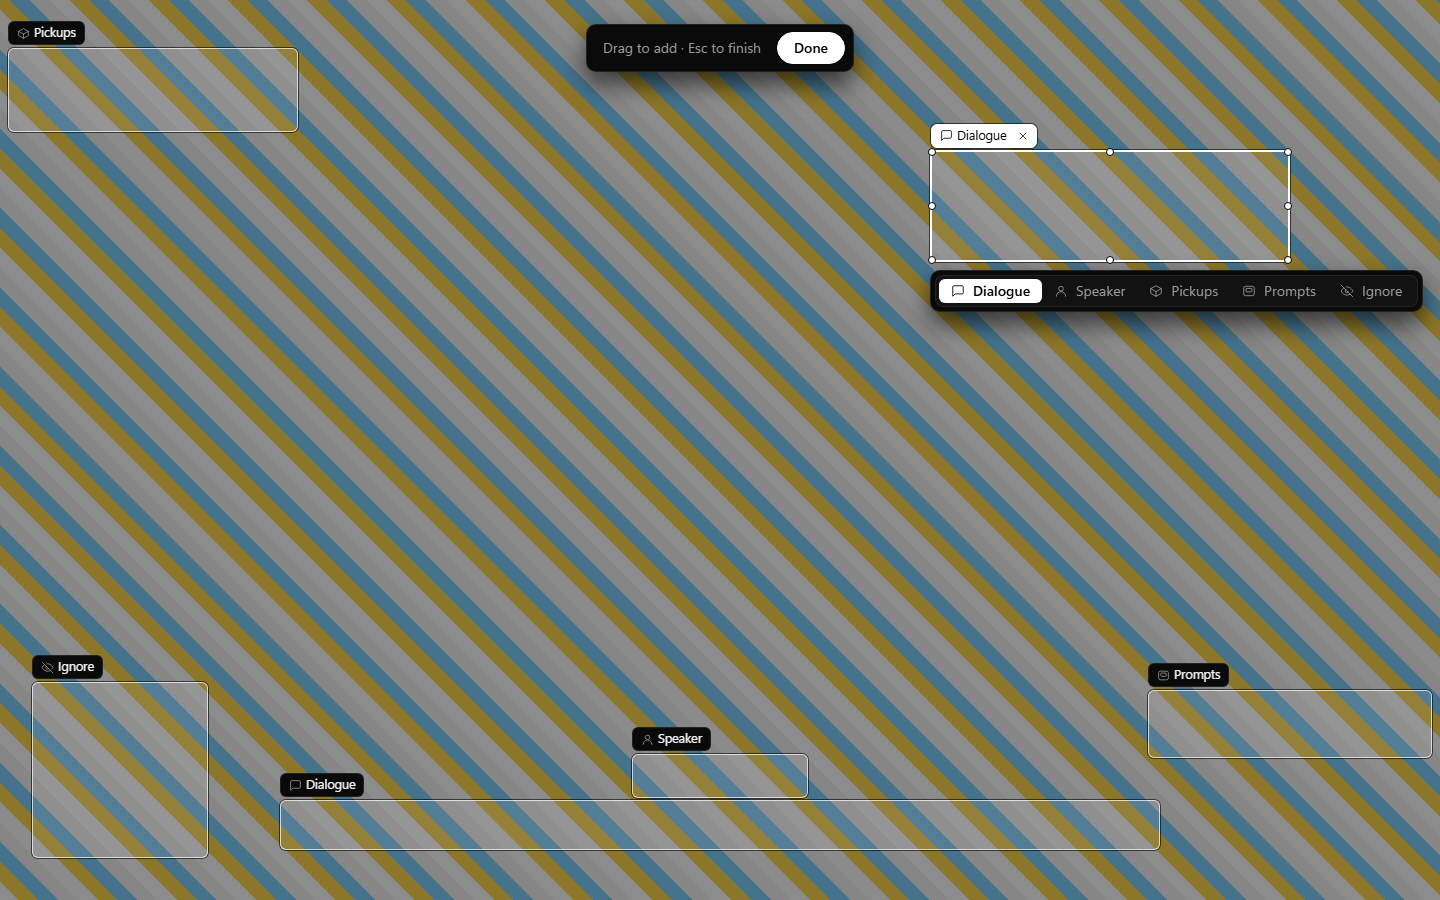 Pickups
Drag to add · Esc to finish Done
Dialogue
Dialogue Speaker Pickups Prompts Ignore
Ignore
Prompts
Speaker
Dialogue